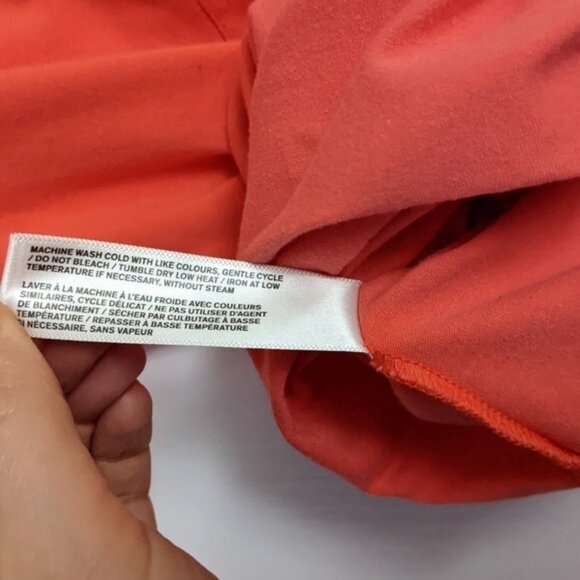 MACHINE WASH COLD WITH LIKE COLOURS, GENTLE CYCLE
/ DO NOT BLEACH / TUMBLE DRY LOW HEAT / IRON AT LOW
TEMPERATURE IF NECESSARY, WITHOUT STEAM
LAVER À LA MACHINE À L'EAU FROIDE AVEC COULEURS
SIMILAIRES, CYCLE DÉLICAT / NE PAS UTILISER D'AGENT
DE BLANCHIMENT / SÉCHER PAR CULBUTAGE À BASSE
TEMPÉRATURE / REPASSER À BASSE TEMPÉRATURE
SI NÉCESSAIRE, SANS VAPEUR